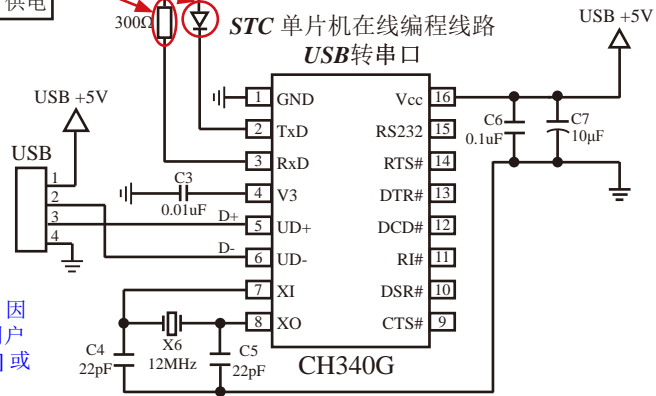 供电
300Ω
STC 单片机在线编程线路
USB转串口
USB +5V
USB +5V
USB
1
2
3
4
1 GND
2 TxD
3 RxD
4 V3
5 UD+
6 UD-
7 XI
8 XO
Vcc 16
RS232 15
RTS# 14
DTR# 13
DCD# 12
RI# 11
DSR# 10
CTS# 9
CH340G
C3
0.01uF
D+
D-
C6
0.1uF
C7
10μF
C4
22pF
X6
12MHz
C5
22pF
因
户
或